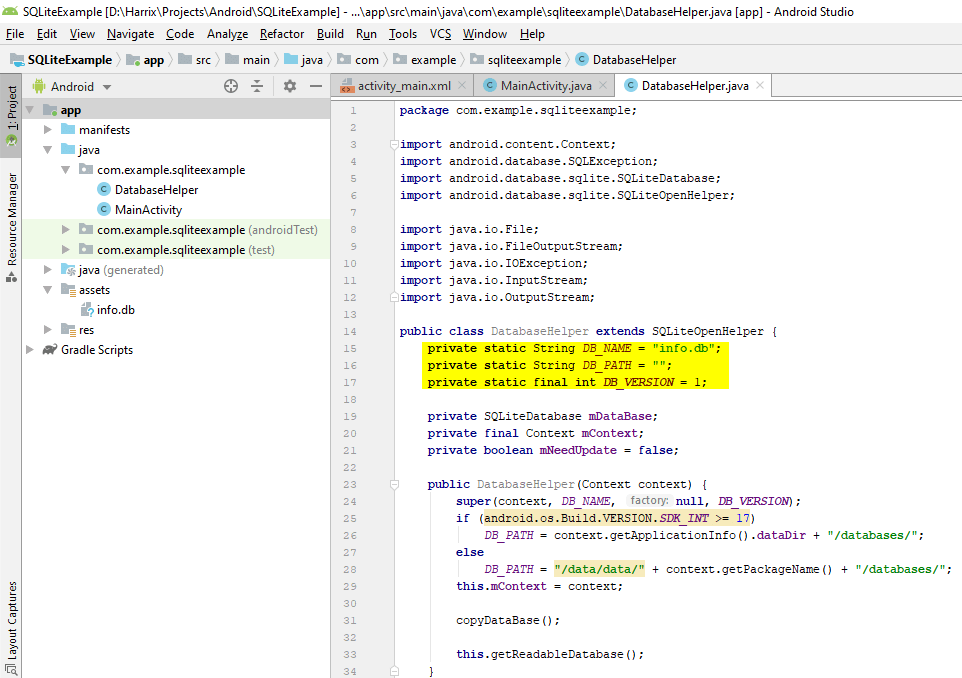 SQLiteExample [D:\Harrix\Projects\Android\SQLiteExample] - ...\app\src\main\java\com\example\sqliteexample\DatabaseHelper.java [app] - Android Studio
File Edit View Navigate Code Analyze Refactor Build Run Tools VCS Window Help
SQLiteExample app src main java com example sqliteexample DatabaseHelper
1: Project
Resource Manager
Layout Captures
Android
app
manifests
java
com.example.sqliteexample
DatabaseHelper
MainActivity
com.example.sqliteexample (androidTest)
com.example.sqliteexample (test)
java (generated)
assets
info.db
res
Gradle Scripts
activity_main.xml MainActivity.java DatabaseHelper.java
1 package com.example.sqliteexample;
2
3 import android.content.Context;
4 import android.database.SQLException;
5 import android.database.sqlite.SQLiteDatabase;
6 import android.database.sqlite.SQLiteOpenHelper;
7
8 import java.io.File;
9 import java.io.FileOutputStream;
10 import java.io.IOException;
11 import java.io.InputStream;
12 import java.io.OutputStream;
13
14 public class DatabaseHelper extends SQLiteOpenHelper {
15 private static String DB_NAME = "info.db";
16 private static String DB_PATH = "";
17 private static final int DB_VERSION = 1;
18
19 private SQLiteDatabase mDataBase;
20 private final Context mContext;
21 private boolean mNeedUpdate = false;
22
23 public DatabaseHelper(Context context) {
24 super(context, DB_NAME, factory: null, DB_VERSION);
25 if (android.os.Build.VERSION.SDK_INT >= 17)
26 DB_PATH = context.getApplicationInfo().dataDir + "/databases/";
27 else
28 DB_PATH = "/data/data/" + context.getPackageName() + "/databases/";
29 this.mContext = context;
30
31 copyDataBase();
32
33 this.getReadableDatabase();
34 }